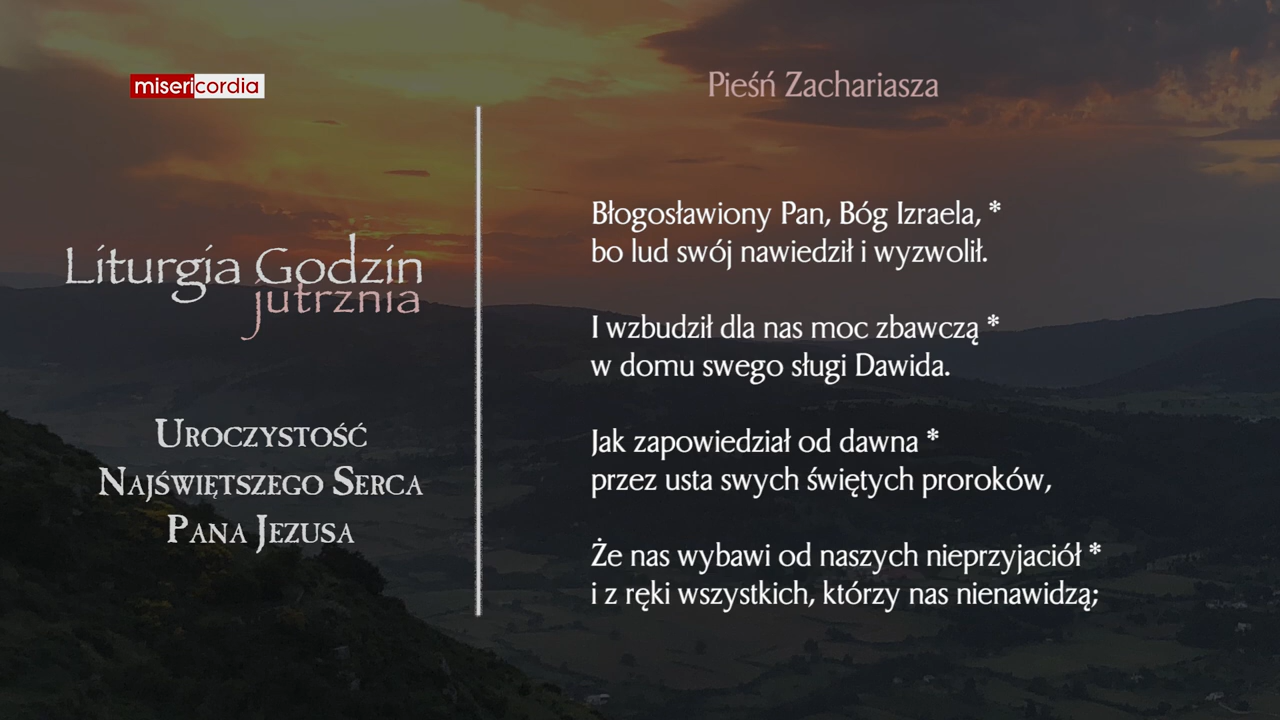 misericordia
Liturgia Godzin
jutrznia
Uroczystość
Najświętszego Serca
Pana Jezusa
Pieśń Zachariasza
Błogosławiony Pan, Bóg Izraela, *
bo lud swój nawiedził i wyzwolił.
I wzbudził dla nas moc zbawczą *
w domu swego sługi Dawida.
Jak zapowiedział od dawna *
przez usta swych świętych proroków,
Że nas wybawi od naszych nieprzyjaciół *
i z ręki wszystkich, którzy nas nienawidzą;